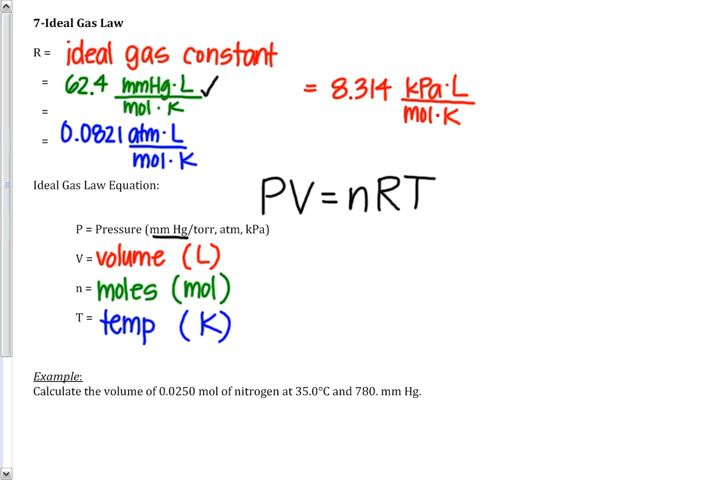 7-Ideal Gas Law
R = ideal gas constant
= 62.4 mmHg·L / mol·K ✓ = 8.314 kPa·L / mol·K
=
= 0.0821 atm·L / mol·K
Ideal Gas Law Equation: PV = nRT
P = Pressure (mm Hg/torr, atm, kPa)
V = volume (L)
n = moles (mol)
T = temp (K)
Example:
Calculate the volume of 0.0250 mol of nitrogen at 35.0°C and 780. mm Hg.